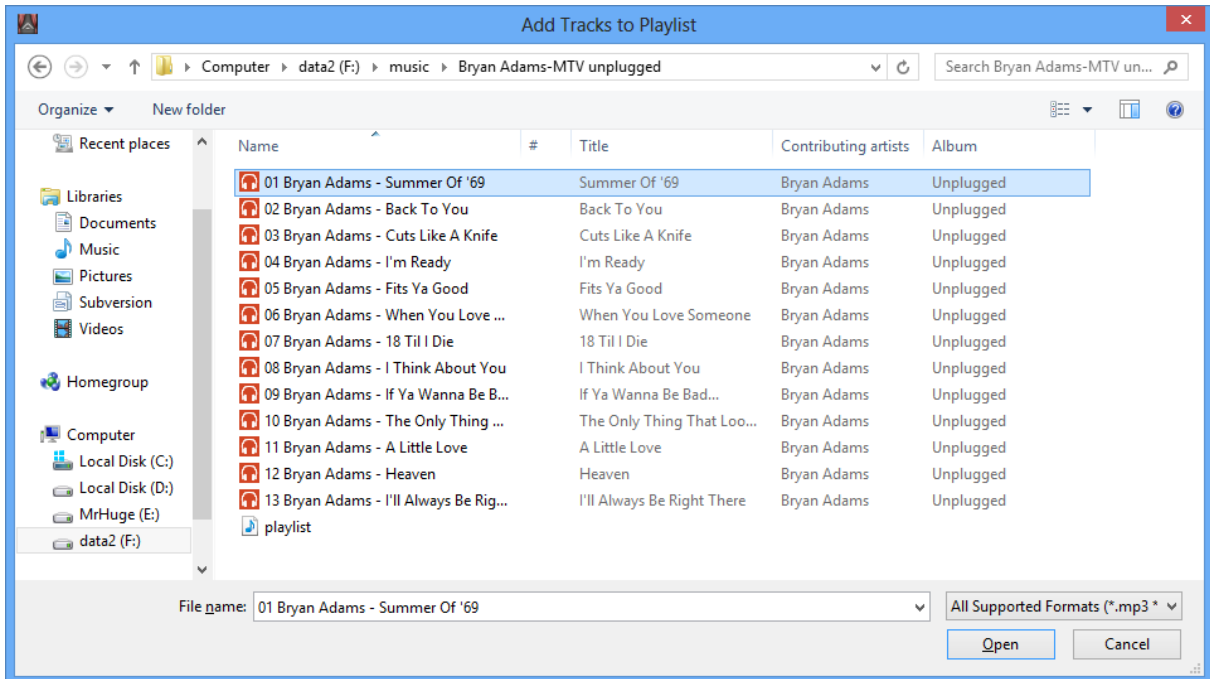 Add Tracks to Playlist
Computer data2 (F:) music Bryan Adams-MTV unplugged Search Bryan Adams-MTV un...
Organize New folder
Recent places
Libraries
Documents
Music
Pictures
Subversion
Videos
Homegroup
Computer
Local Disk (C:)
Local Disk (D:)
MrHuge (E:)
data2 (F:)
Name # Title Contributing artists Album
01 Bryan Adams - Summer Of '69 Summer Of '69 Bryan Adams Unplugged
02 Bryan Adams - Back To You Back To You Bryan Adams Unplugged
03 Bryan Adams - Cuts Like A Knife Cuts Like A Knife Bryan Adams Unplugged
04 Bryan Adams - I'm Ready I'm Ready Bryan Adams Unplugged
05 Bryan Adams - Fits Ya Good Fits Ya Good Bryan Adams Unplugged
06 Bryan Adams - When You Love ... When You Love Someone Bryan Adams Unplugged
07 Bryan Adams - 18 Til I Die 18 Til I Die Bryan Adams Unplugged
08 Bryan Adams - I Think About You I Think About You Bryan Adams Unplugged
09 Bryan Adams - If Ya Wanna Be B... If Ya Wanna Be Bad... Bryan Adams Unplugged
10 Bryan Adams - The Only Thing ... The Only Thing That Loo... Bryan Adams Unplugged
11 Bryan Adams - A Little Love A Little Love Bryan Adams Unplugged
12 Bryan Adams - Heaven Heaven Bryan Adams Unplugged
13 Bryan Adams - I'll Always Be Rig... I'll Always Be Right There Bryan Adams Unplugged
playlist
File name: 01 Bryan Adams - Summer Of '69 All Supported Formats (*.mp3 *
Open Cancel